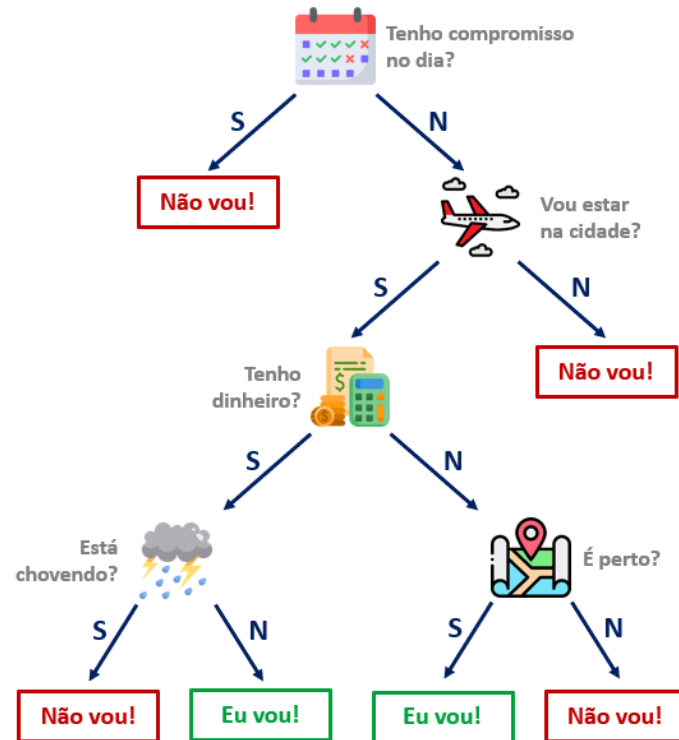 Tenho compromisso
no dia?
S
N
Não vou!
Vou estar
na cidade?
S
N
Tenho
dinheiro?
Não vou!
S
N
Está
chovendo?
É perto?
S
N
S
N
Não vou!
Eu vou!
Eu vou!
Não vou!